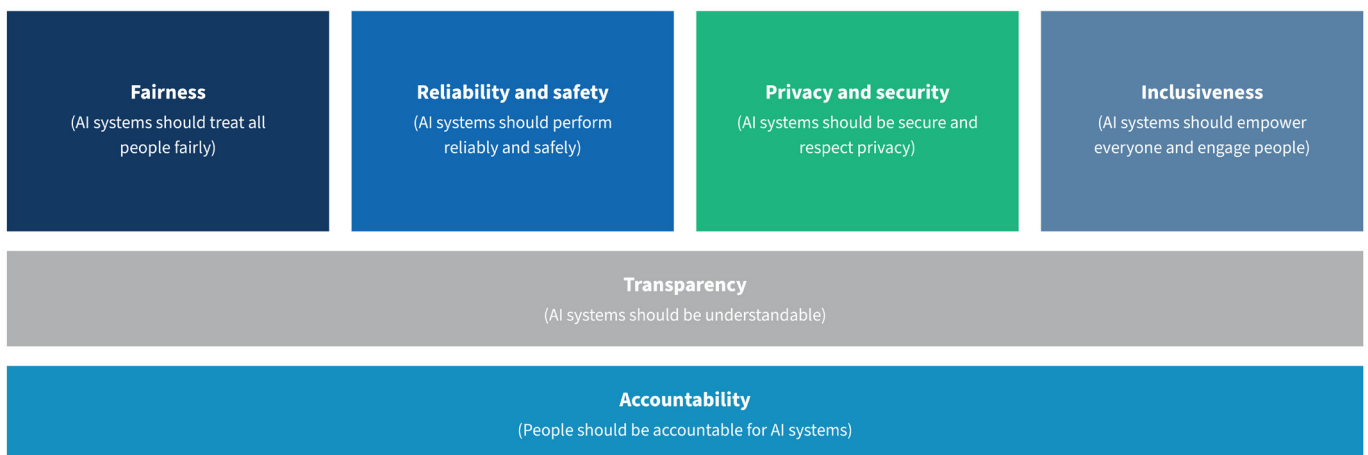 Fairness
(AI systems should treat all
people fairly)
Reliability and safety
(AI systems should perform
reliably and safely)
Privacy and security
(AI systems should be secure and
respect privacy)
Inclusiveness
(AI systems should empower
everyone and engage people)
Transparency
(AI systems should be understandable)
Accountability
(People should be accountable for AI systems)